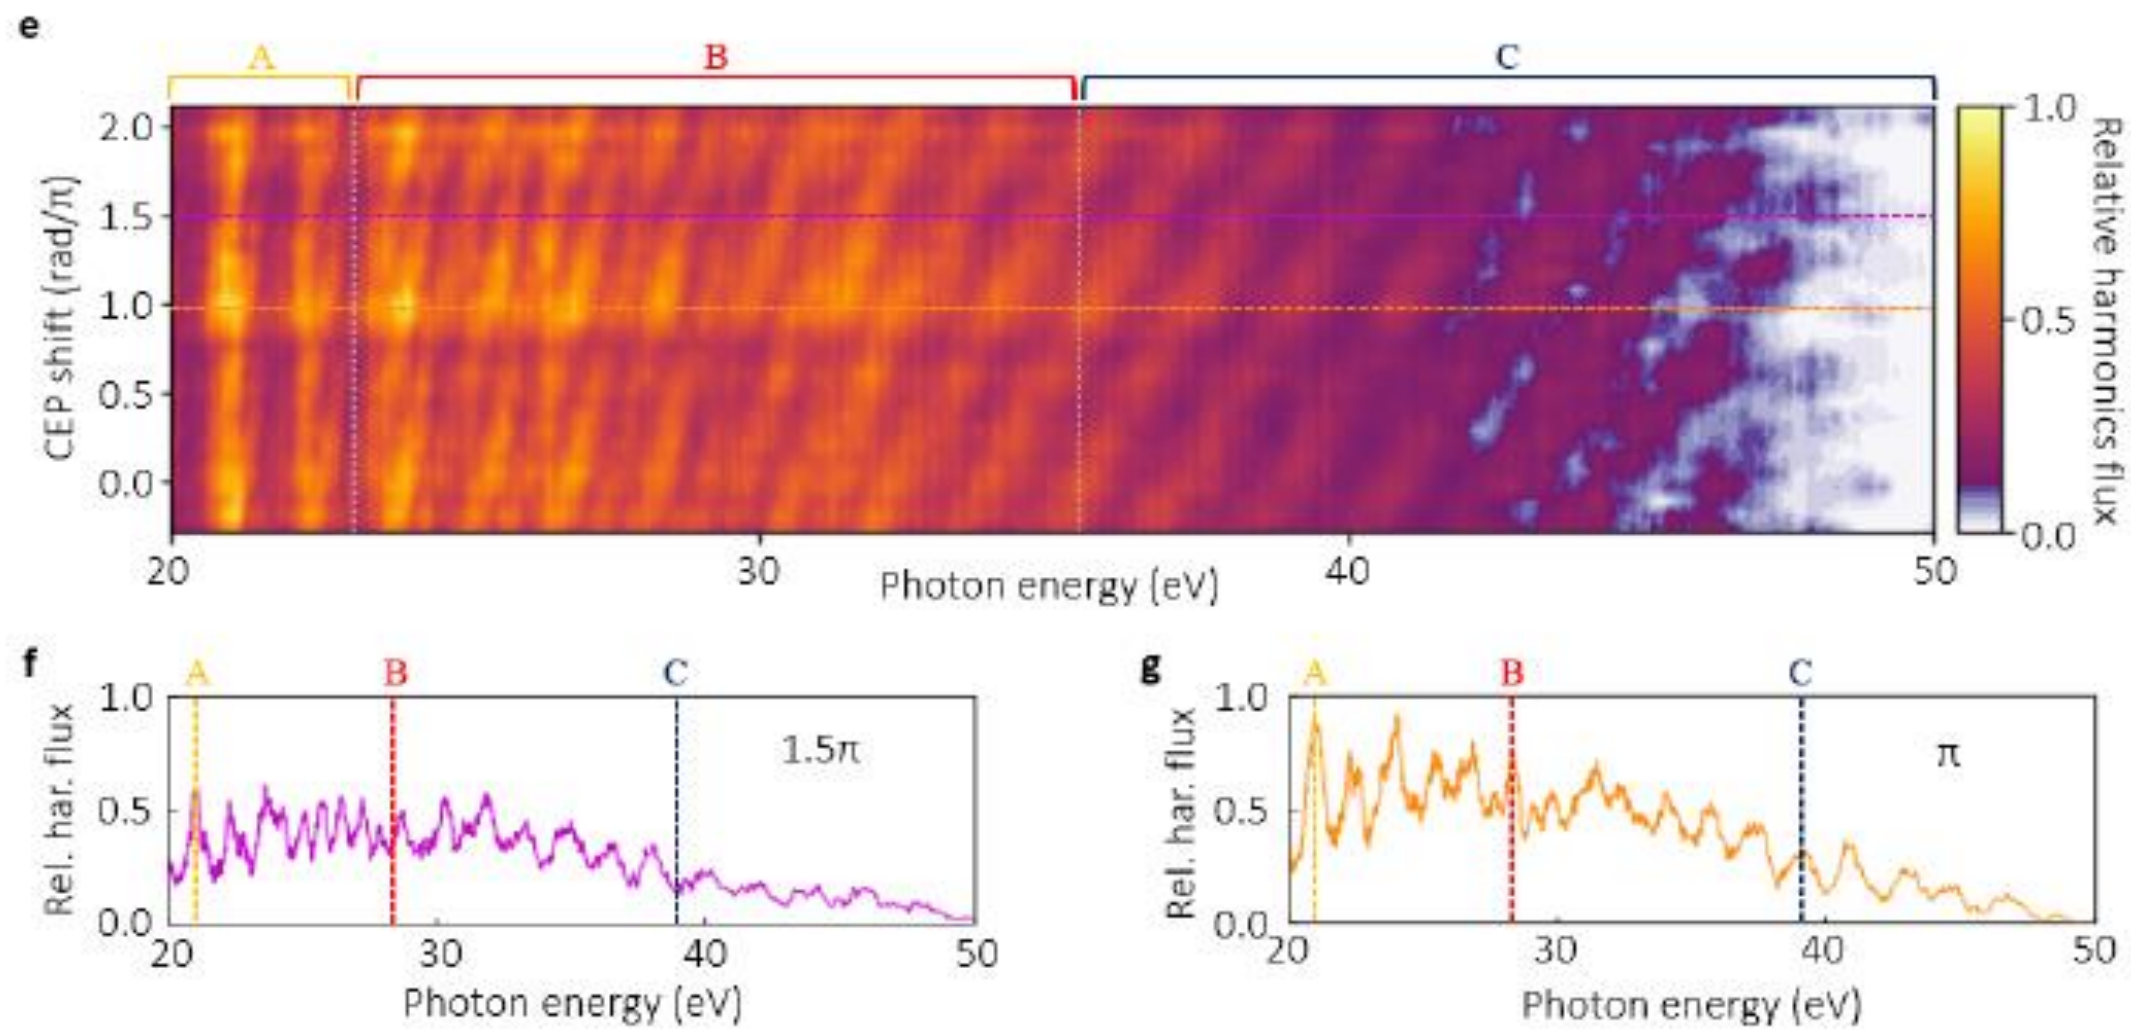 e
A
B
C
2.0
1.5
1.0
0.5
0.0
CEP shift (rad/π)
20
30
40
50
Photon energy (eV)
1.0
0.5
0.0
Relative harmonics flux
f
A
B
C
1.0
0.5
0.0
Rel. har. flux
1.5π
20
30
40
50
Photon energy (eV)
g
A
B
C
1.0
0.5
0.0
Rel. har. flux
π
20
30
40
50
Photon energy (eV)